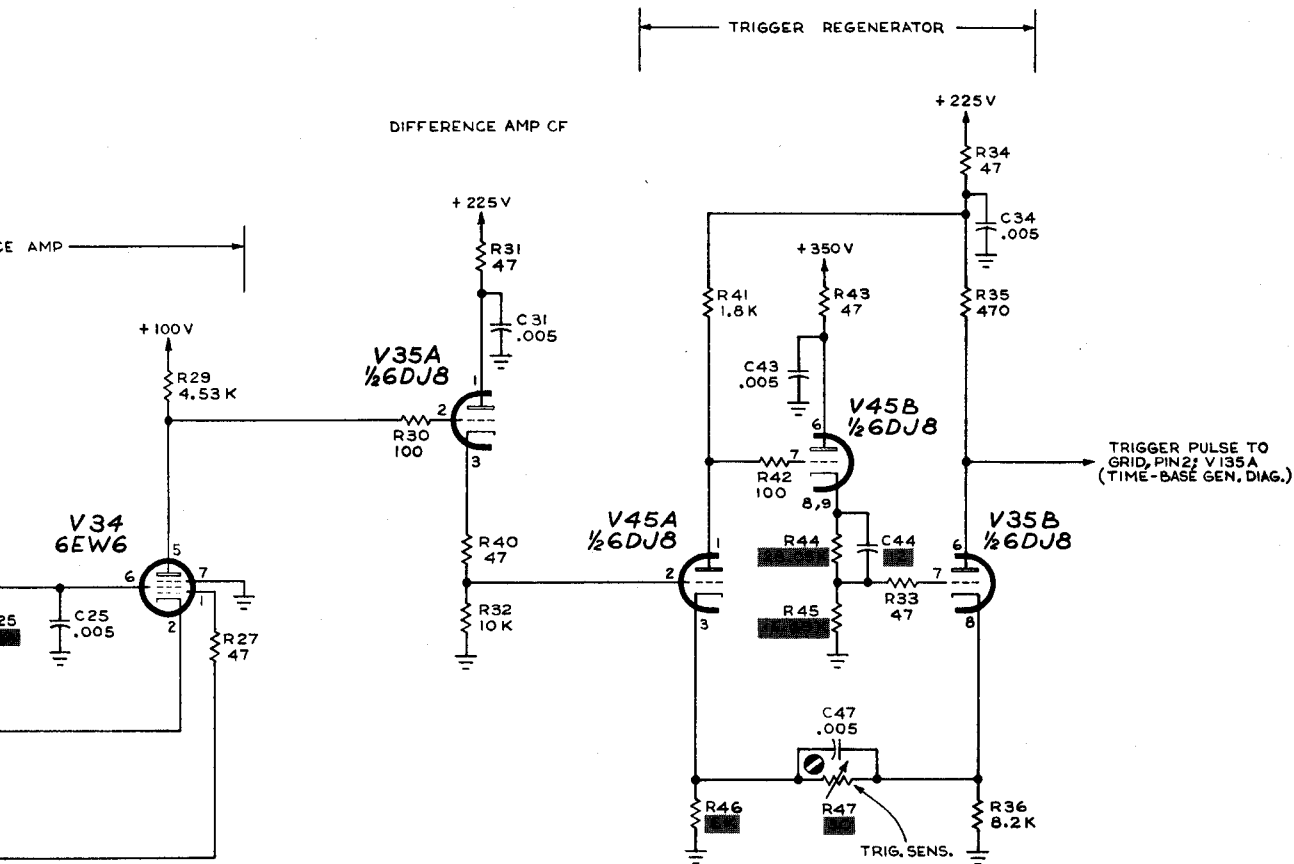 TRIGGER REGENERATOR
DIFFERENCE AMP CF
CE AMP
+225V
R34
47
C34
.005
+225V
R31
47
C31
.005
+350V
R41
1.8K
R43
47
R35
470
+100V
R29
4.53K
V35A
½6DJ8
1
2
3
R30
100
C43
.005
V45B
½6DJ8
6
7
8,9
R42
100
TRIGGER PULSE TO
GRID, PIN 2, V135A
(TIME-BASE GEN. DIAG.)
V34
6EW6
5
6
7
1
2
V45A
½6DJ8
1
2
3
R40
47
R44
C44
V35B
½6DJ8
6
7
8
R33
47
R32
10K
R45
25
C25
.005
R27
47
C47
.005
R46
R47
R36
8.2K
TRIG. SENS.